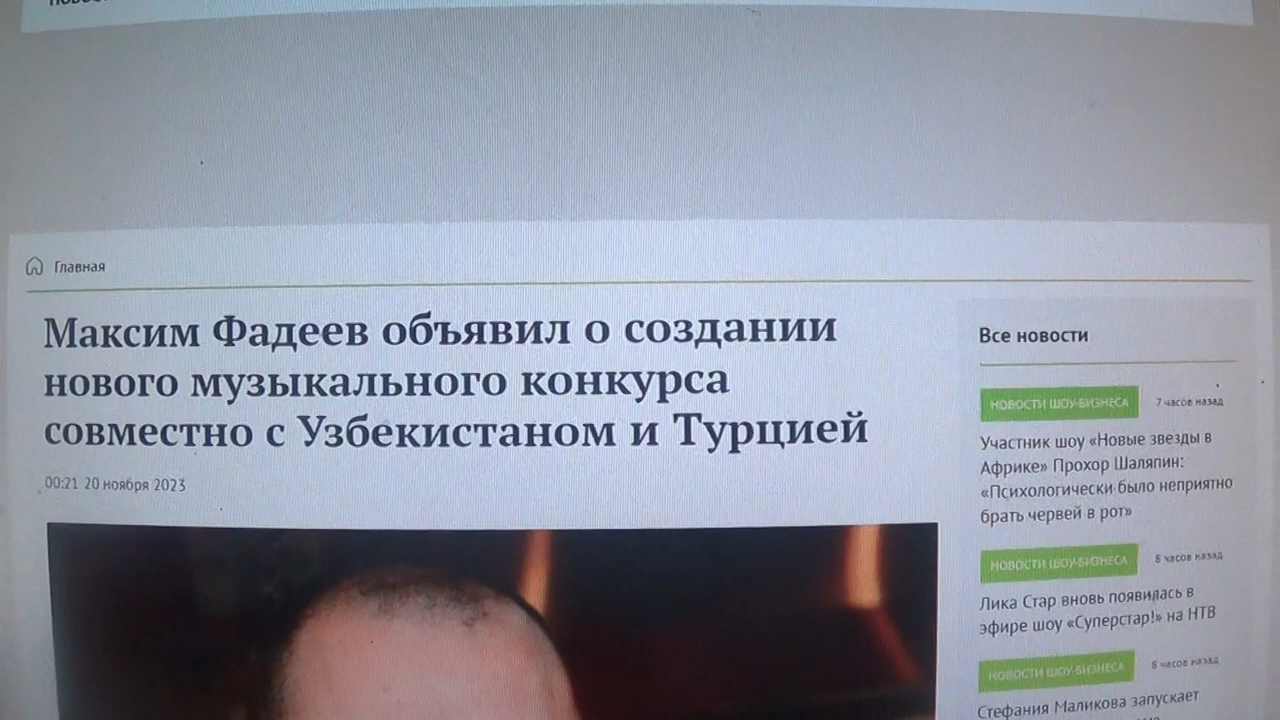 Главная
Максим Фадеев объявил о создании
нового музыкального конкурса
совместно с Узбекистаном и Турцией
00:21 20 ноября 2023
Все новости
НОВОСТИ ШОУ-БИЗНЕСА 7 часов назад
Участник шоу «Новые звезды в
Африке» Прохор Шаляпин:
«Психологически было неприятно
брать червей в рот»
НОВОСТИ ШОУ-БИЗНЕСА 8 часов назад
Лика Стар вновь появилась в
эфире шоу «Суперстар!» на НТВ
НОВОСТИ ШОУ-БИЗНЕСА 8 часов назад
Стефания Маликова запускает